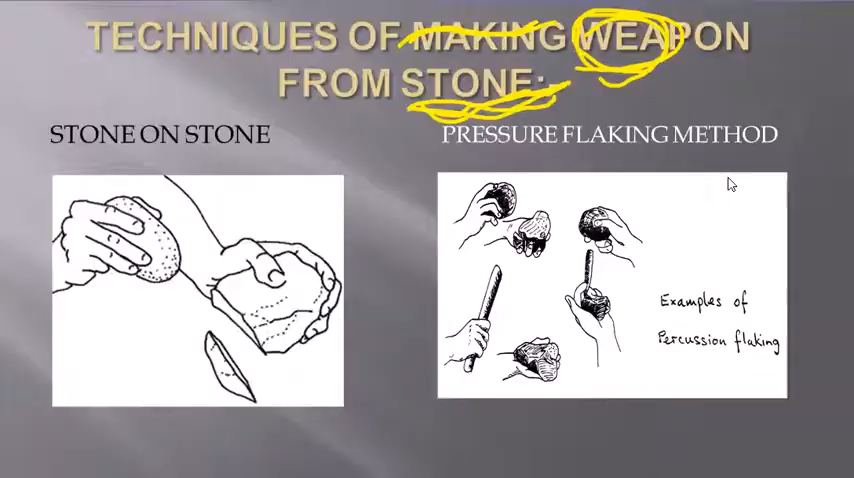 TECHNIQUES OF MAKING WEAPON
FROM STONE:
STONE ON STONE
PRESSURE FLAKING METHOD
Examples of
Percussion flaking